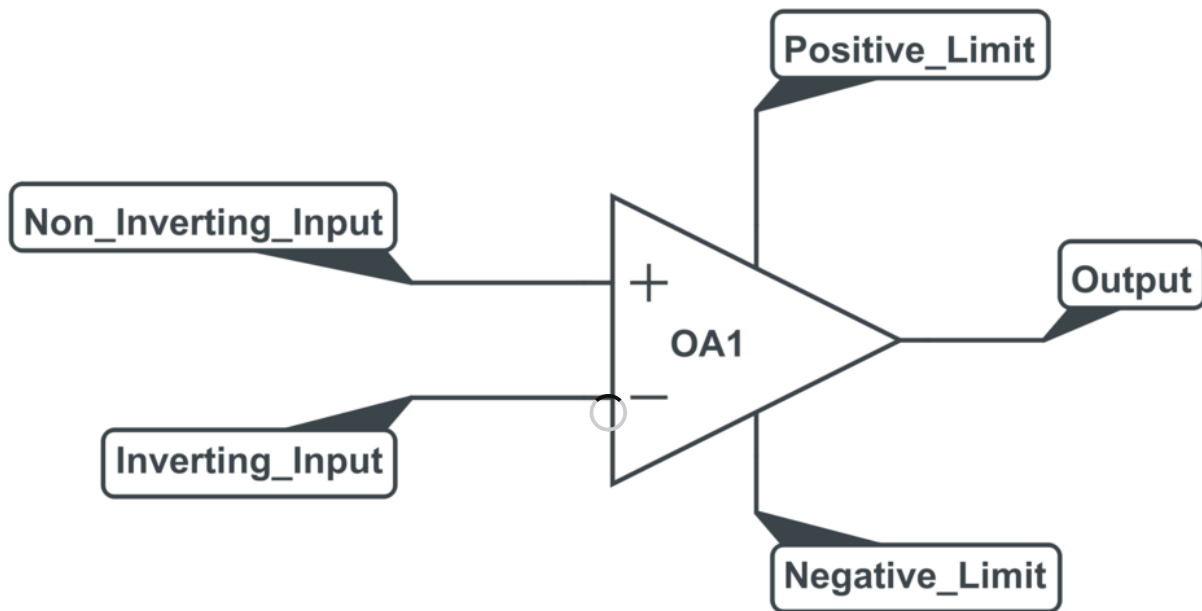 Positive_Limit
Non_Inverting_Input
+
Output
OA1
−
Inverting_Input
Negative_Limit